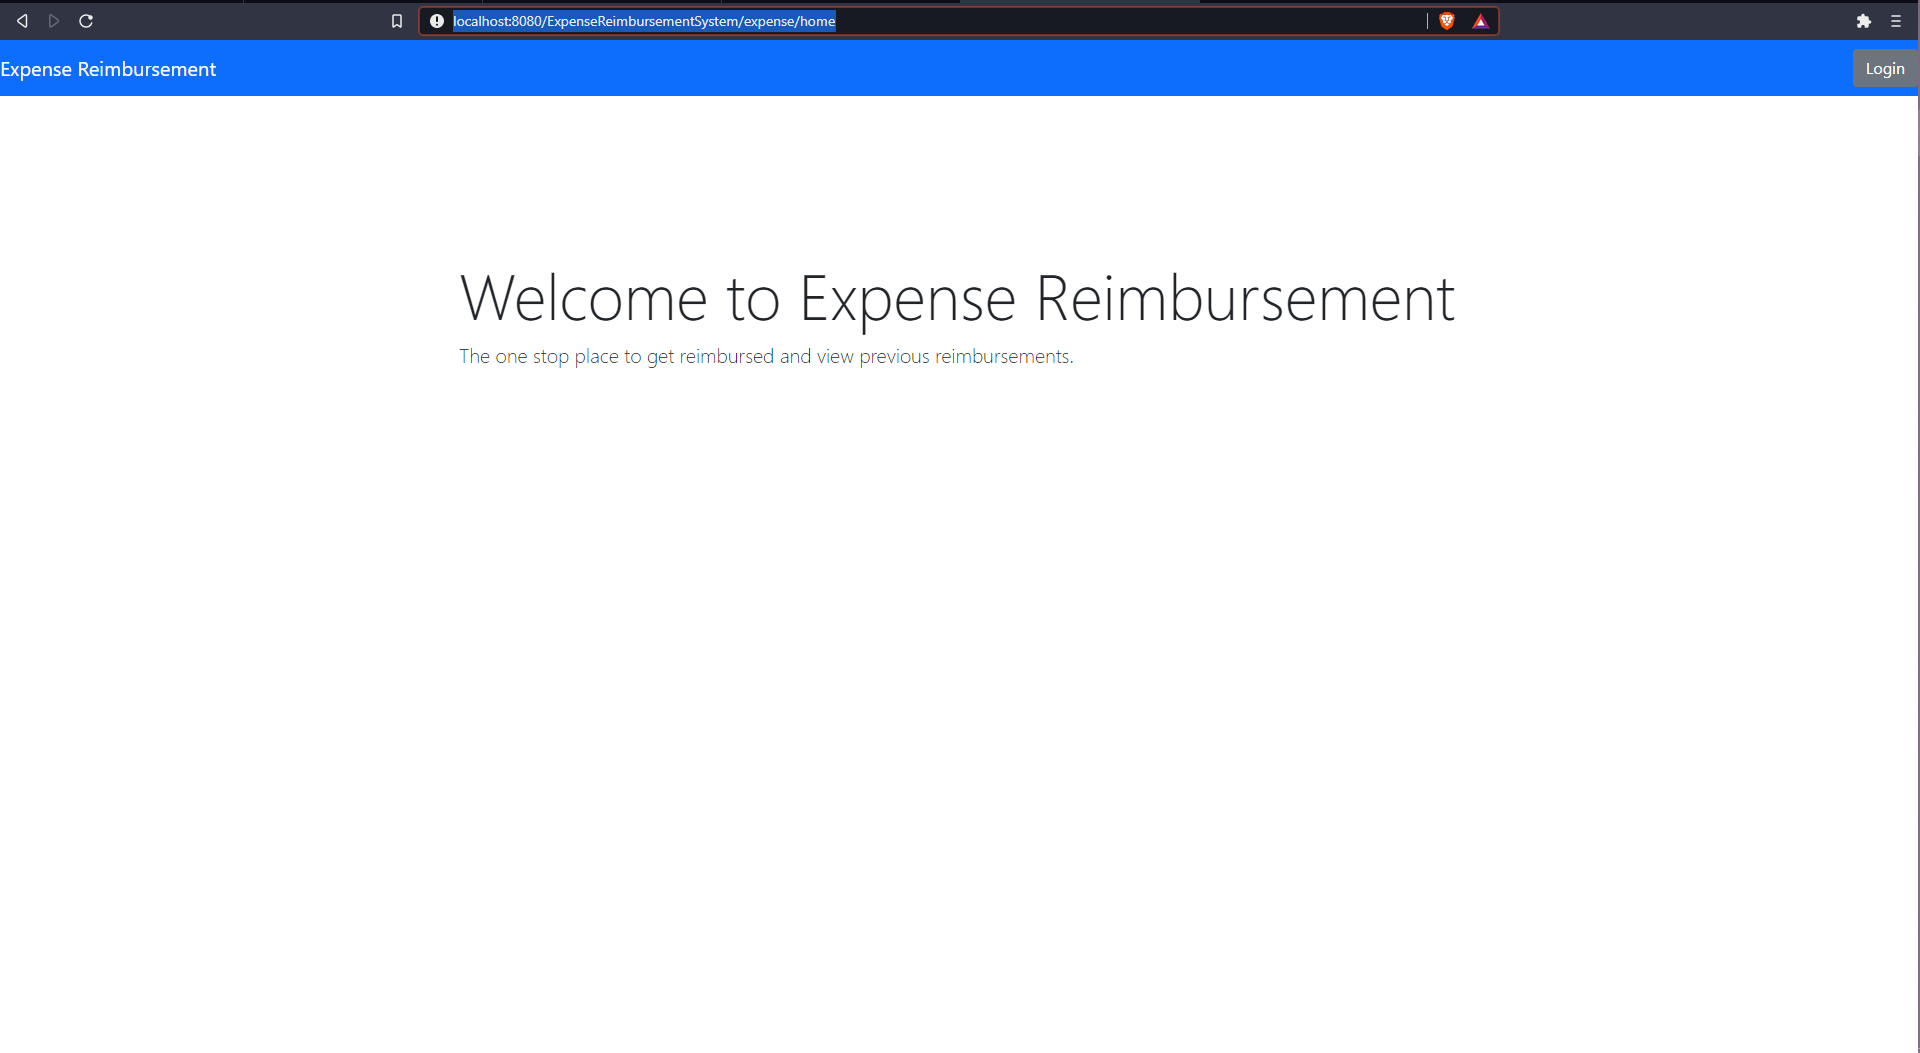 localhost:8080/ExpenseReimbursementSystem/expense/home
Expense Reimbursement
Login
Welcome to Expense Reimbursement
The one stop place to get reimbursed and view previous reimbursements.